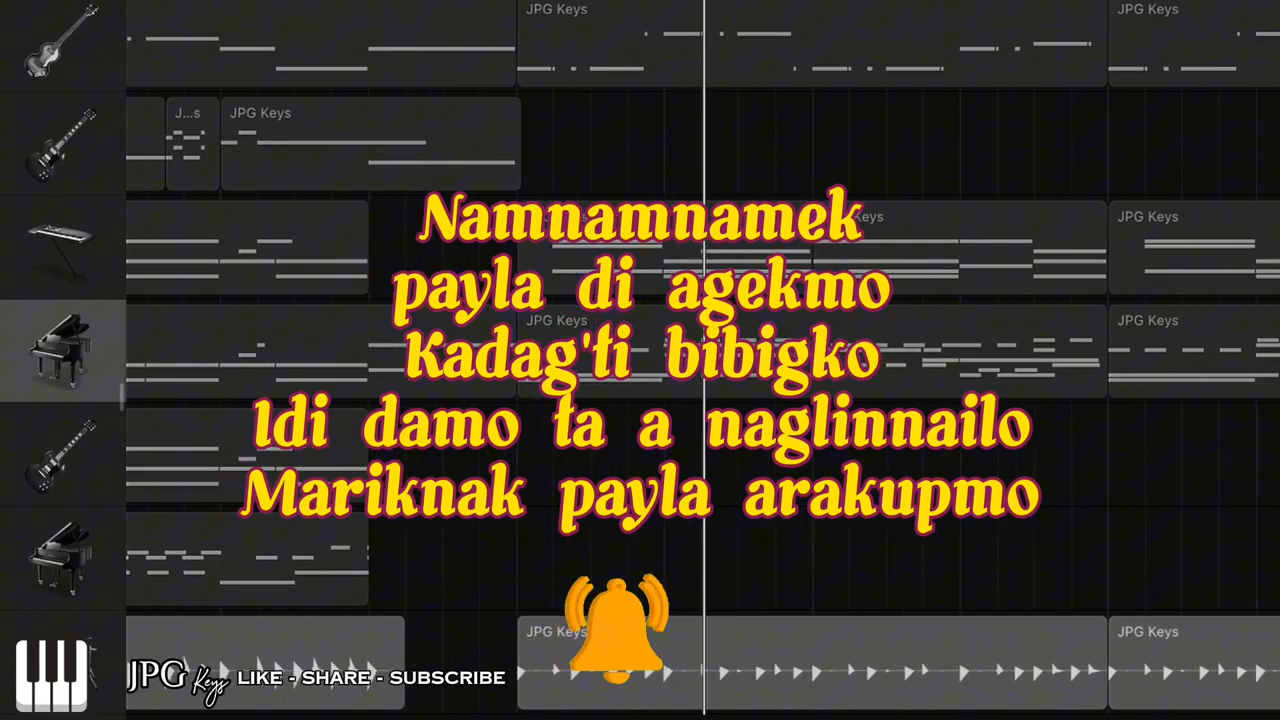 JPG Keys
JPG Keys
J...s
JPG Keys
Keys
JPG Keys
Namnamnamek
payla di agekmo
JPG Keys
JPG Keys
Kadag'ti bibigko
Idi damo ta a naglinnailo
Mariknak payla arakupmo
JPG Keys
JPG Keys
JPG Keys LIKE - SHARE - SUBSCRIBE